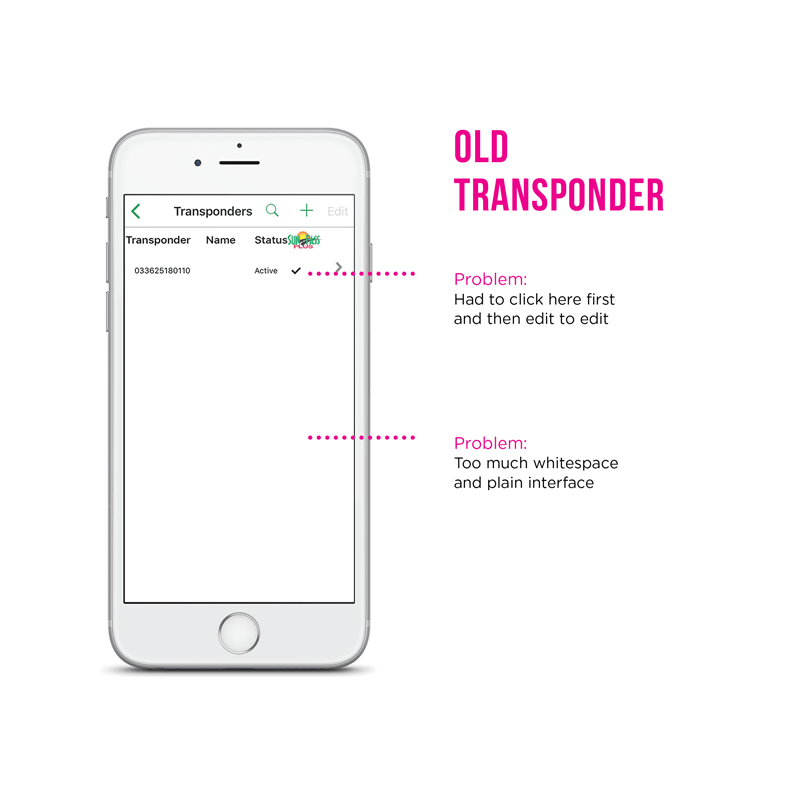 OLD
TRANSPONDER
Transponders Edit
Transponder Name Status SUNPASS
PLUS
033625180110 Active
Problem:
Had to click here first
and then edit to edit
Problem:
Too much whitespace
and plain interface